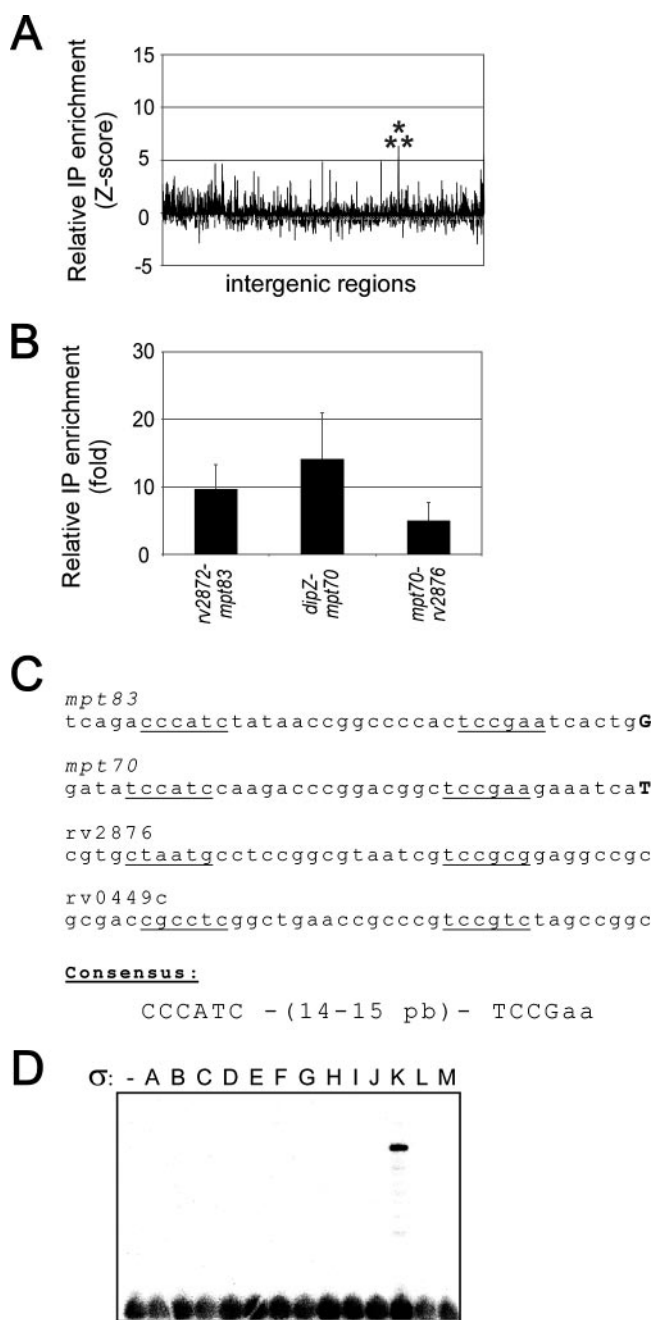 A
Relative IP enrichment
(Z-score)
15
10
5
0
-5
*
**
intergenic regions
B
Relative IP enrichment
(fold)
30
20
10
0
rv2872-
mpt83
dipZ-
mpt70
mpt70-
rv2876
C
mpt83
tcagacccatctataaccggccccactccgaatcactgG
mpt70
gatatccatccaagacccggacggctccgaagaaatcaT
rv2876
cgtgctaatgcctccggcgtaatcgtccgcggaggccgc
rv0449c
gcgaccgcctcggctgaaccgcccgtccgtctagccggc
Consensus:
CCCATC -(14-15 pb)- TCCGaa
D
σ: - A B C D E F G H I J K L M